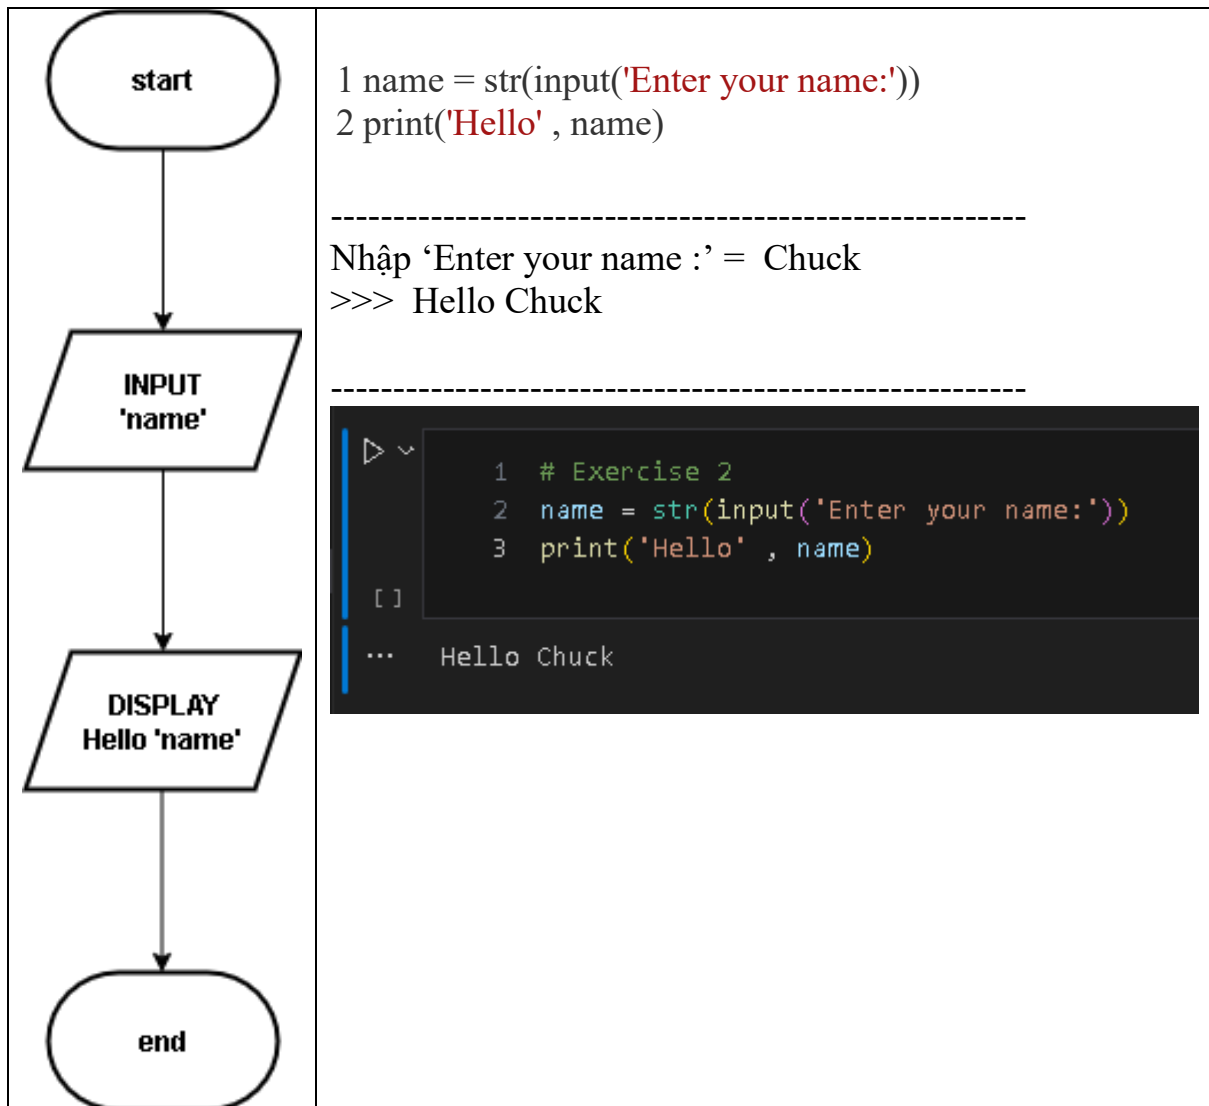 start
INPUT
'name'
DISPLAY
Hello 'name'
end
1 name = str(input('Enter your name:'))
2 print('Hello' , name)
--------------------------------------------------------
Nhập ‘Enter your name :’ =  Chuck
>>>  Hello Chuck
--------------------------------------------------------
1 # Exercise 2
2 name = str(input('Enter your name:'))
3 print('Hello' , name)
[ ]
... Hello Chuck